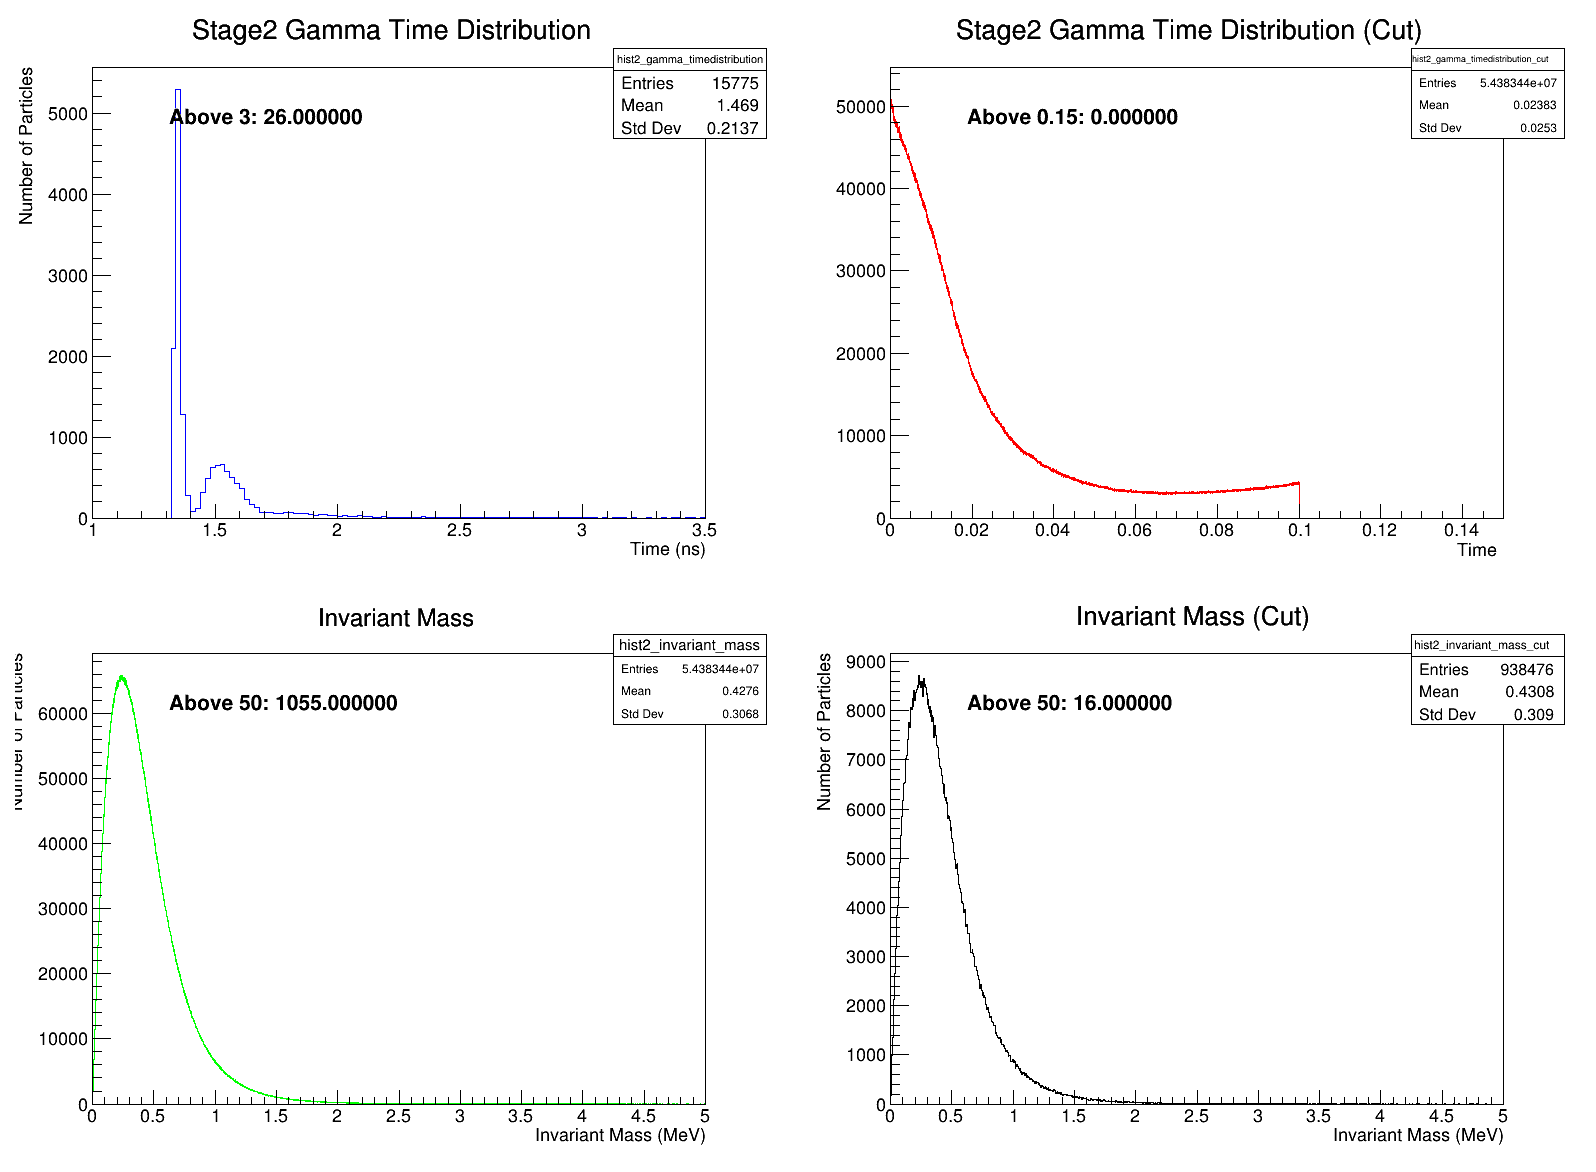 Stage2 Gamma Time Distribution
Number of Particles
hist2_gamma_timedistribution
Entries 15775
Mean 1.469
Std Dev 0.2137
Above 3: 26.000000
5000
4000
3000
2000
1000
0
1 1.5 2 2.5 3 3.5
Time (ns)
Stage2 Gamma Time Distribution (Cut)
hist2_gamma_timedistribution_cut
Entries 5.438344e+07
Mean 0.02383
Std Dev 0.0253
Above 0.15: 0.000000
50000
40000
30000
20000
10000
0
0 0.02 0.04 0.06 0.08 0.1 0.12 0.14
Time
Invariant Mass
Number of Particles
hist2_invariant_mass
Entries 5.438344e+07
Mean 0.4276
Std Dev 0.3068
Above 50: 1055.000000
60000
50000
40000
30000
20000
10000
0
0 0.5 1 1.5 2 2.5 3 3.5 4 4.5 5
Invariant Mass (MeV)
Invariant Mass (Cut)
Number of Particles
hist2_invariant_mass_cut
Entries 938476
Mean 0.4308
Std Dev 0.309
Above 50: 16.000000
9000
8000
7000
6000
5000
4000
3000
2000
1000
0
0 0.5 1 1.5 2 2.5 3 3.5 4 4.5 5
Invariant Mass (MeV)